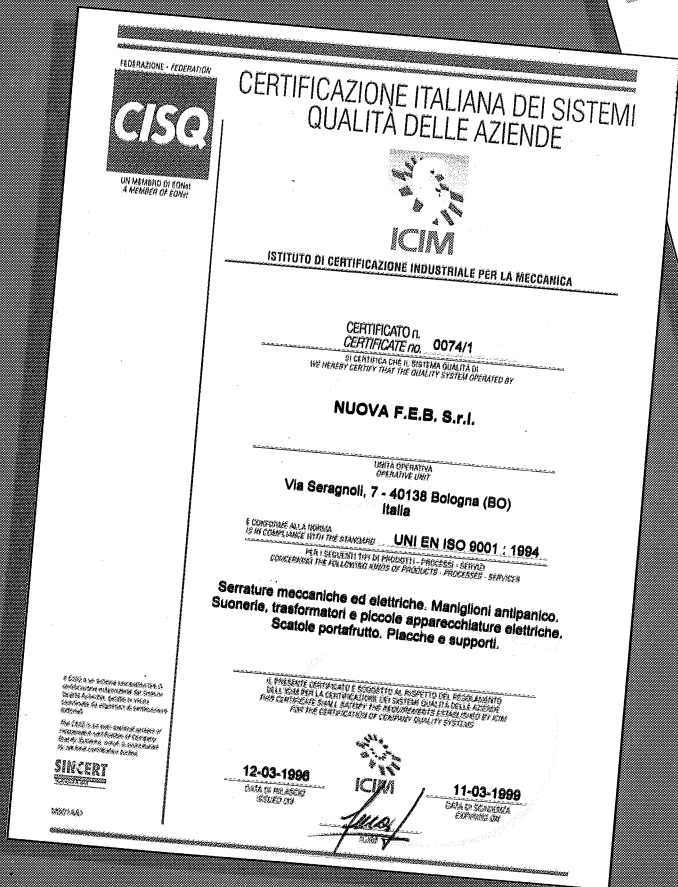 FEDERAZIONE - FEDERATION
CISQ
UN MEMBRO DI EQNet
A MEMBER OF EQNet
CERTIFICAZIONE ITALIANA DEI SISTEMI
QUALITÀ DELLE AZIENDE
ICIM
ISTITUTO DI CERTIFICAZIONE INDUSTRIALE PER LA MECCANICA
CERTIFICATO n.
CERTIFICATE no. 0074/1
SI CERTIFICA CHE IL SISTEMA QUALITÀ DI
WE HEREBY CERTIFY THAT THE QUALITY SYSTEM OPERATED BY
NUOVA F.E.B. S.r.l.
UNITÀ OPERATIVA
OPERATIVE UNIT
Via Seragnoli, 7 - 40138 Bologna (BO)
Italia
È CONFORME ALLA NORMA
IS IN COMPLIANCE WITH THE STANDARD UNI EN ISO 9001 : 1994
PER I SEGUENTI TIPI DI PRODOTTI - PROCESSI - SERVIZI
CONCERNING THE FOLLOWING KINDS OF PRODUCTS - PROCESSES - SERVICES
Serrature meccaniche ed elettriche. Maniglioni antipanico.
Suonerie, trasformatori e piccole apparecchiature elettriche.
Scatole portafrutto. Placche e supporti.
IL PRESENTE CERTIFICATO È SOGGETTO AL RISPETTO DEL REGOLAMENTO
DELL'ICIM PER LA CERTIFICAZIONE DEI SISTEMI QUALITÀ DELLE AZIENDE
THIS CERTIFICATE SHALL SATISFY THE REQUIREMENTS ESTABLISHED BY ICIM
FOR THE CERTIFICATION OF COMPANY QUALITY SYSTEMS
SINCERT
12-03-1996
DATA DI RILASCIO
ISSUED ON
ICIM
11-03-1999
DATA DI SCADENZA
EXPIRING ON